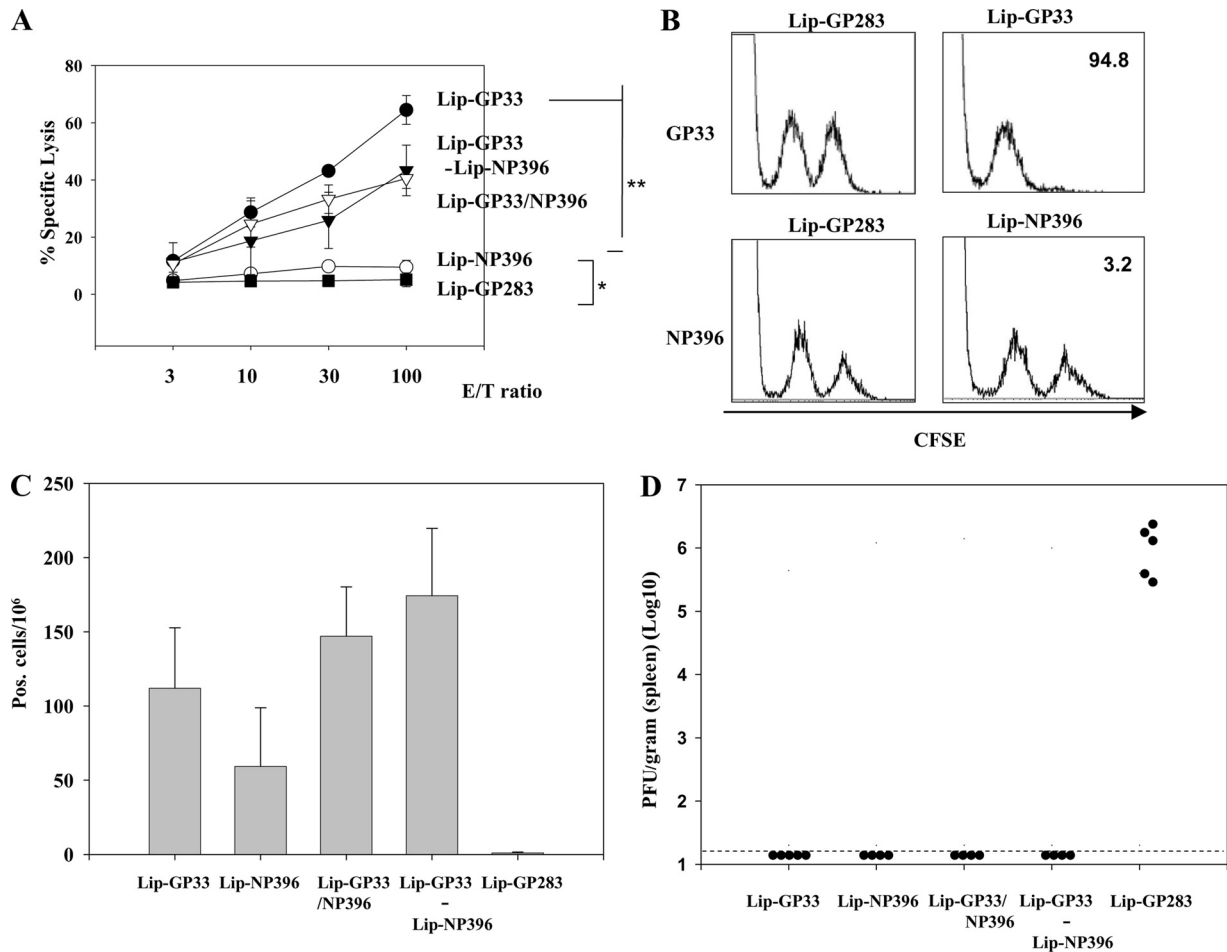 A
80
60
40
20
0
% Specific Lysis
3 10 30 100
E/T ratio
Lip-GP33
Lip-GP33
-Lip-NP396
Lip-GP33/NP396
Lip-NP396
Lip-GP283
**
*
B
Lip-GP283 Lip-GP33
GP33
94.8
Lip-GP283 Lip-NP396
NP396
3.2
CFSE
C
250
200
150
100
50
0
Pos. cells/10⁶
Lip-GP33 Lip-NP396 Lip-GP33 Lip-GP33 Lip-GP283
/NP396 –
Lip-NP396
D
7
6
5
4
3
2
1
PFU/gram (spleen) (Log10)
Lip-GP33 Lip-NP396 Lip-GP33/ Lip-GP33 Lip-GP283
NP396 –
Lip-NP396